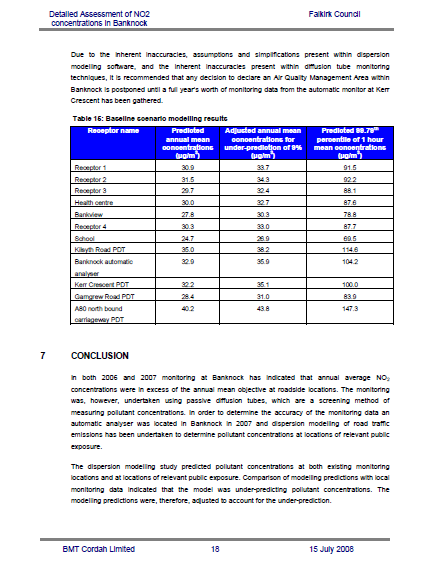 Detailed Assessment of NO2 Falkirk Council
concentrations in Banknock
Due to the inherent inaccuracies, assumptions and simplifications present within dispersion
modelling software, and the inherent inaccuracies present within diffusion tube monitoring
techniques, it is recommended that any decision to declare an Air Quality Management Area within
Banknock is postponed until a full year's worth of monitoring data from the automatic monitor at Kerr
Crescent has been gathered.
Table 15: Baseline scenario modelling results
Receptor name Predicted Adjusted annual mean Predicted 99.79th
annual mean concentrations for percentile of 1 hour
concentrations under-prediction of 9% mean concentrations
(µg/m3) (µg/m3) (µg/m3)
Receptor 1 30.9 33.7 91.5
Receptor 2 31.5 34.3 92.2
Receptor 3 29.7 32.4 88.1
Health centre 30.0 32.7 87.6
Bankview 27.8 30.3 78.8
Receptor 4 30.3 33.0 87.7
School 24.7 26.9 69.5
Kilsyth Road PDT 35.0 38.2 114.6
Banknock automatic 32.9 35.9 104.2
analyser
Kerr Crescent PDT 32.2 35.1 100.0
Garngrew Road PDT 28.4 31.0 83.9
A80 north bound 40.2 43.8 147.3
carriageway PDT
7 CONCLUSION
In both 2006 and 2007 monitoring at Banknock has indicated that annual average NO2
concentrations were in excess of the annual mean objective at roadside locations. The monitoring
was, however, undertaken using passive diffusion tubes, which are a screening method of
measuring pollutant concentrations. In order to determine the accuracy of the monitoring data an
automatic analyser was located in Banknock in 2007 and dispersion modelling of road traffic
emissions has been undertaken to determine pollutant concentrations at locations of relevant public
exposure.
The dispersion modelling study predicted pollutant concentrations at both existing monitoring
locations and at locations of relevant public exposure. Comparison of modelling predictions with local
monitoring data indicated that the model was under-predicting pollutant concentrations. The
modelling predictions were, therefore, adjusted to account for the under-prediction.
BMT Cordah Limited 18 15 July 2008